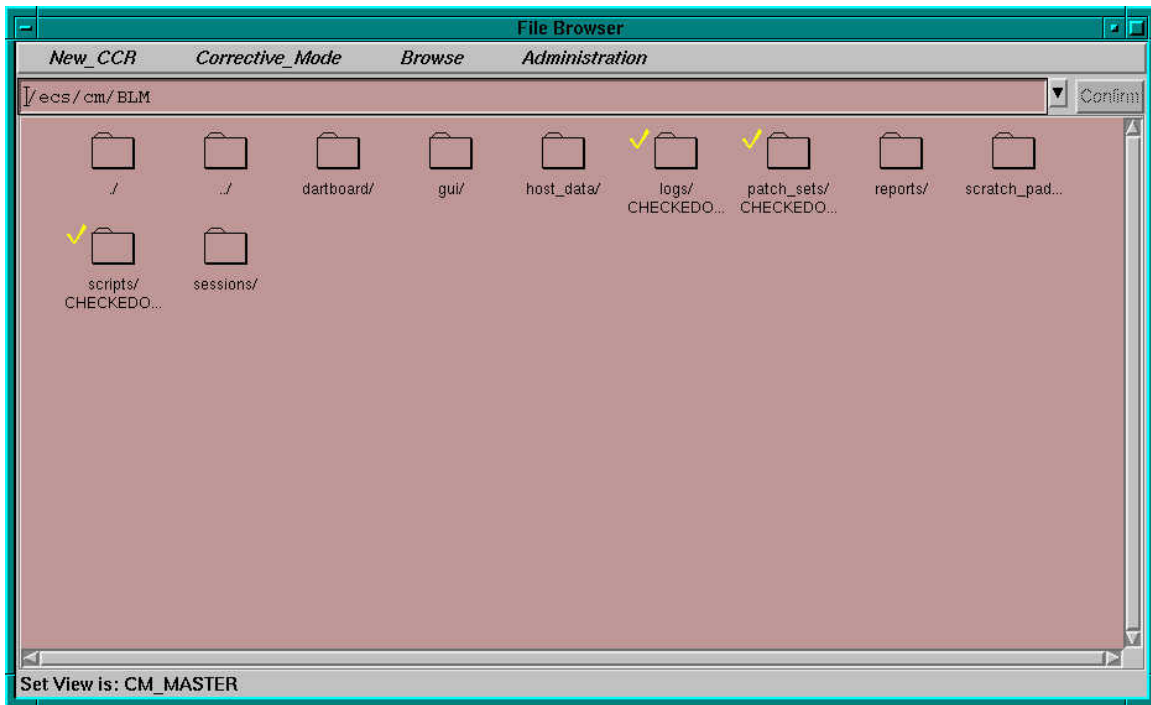 File Browser
New_CCR Corrective_Mode Browse Administration
/ecs/cm/BLM Confirm
./ ../ dartboard/ gui/ host_data/ logs/ patch_sets/ reports/ scratch_pad...
CHECKEDO... CHECKEDO...
scripts/ sessions/
CHECKEDO...
Set View is: CM_MASTER